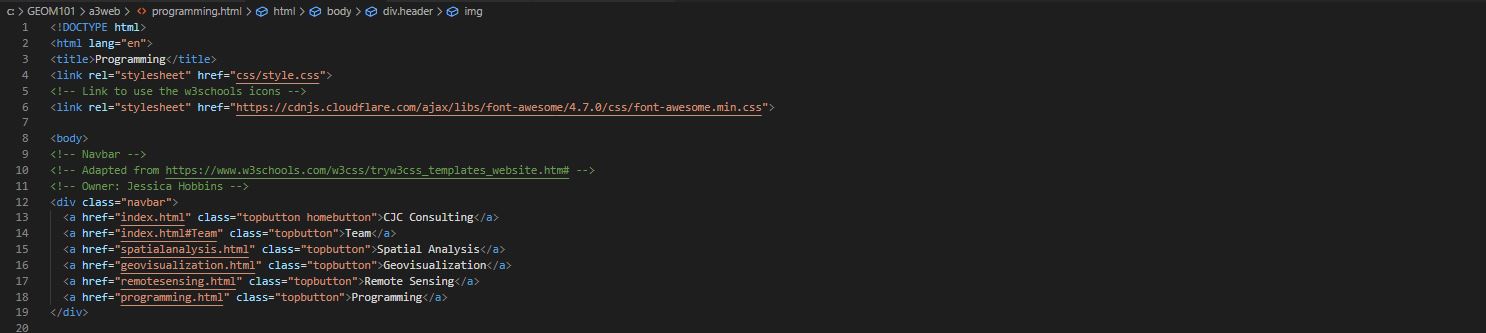 C: > GEOM101 > a3web > <> programming.html > html > body > div.header > img
1 <!DOCTYPE html>
2 <html lang="en">
3 <title>Programming</title>
4 <link rel="stylesheet" href="css/style.css">
5 <!-- Link to use the w3schools icons -->
6 <link rel="stylesheet" href="https://cdnjs.cloudflare.com/ajax/libs/font-awesome/4.7.0/css/font-awesome.min.css">
7
8 <body>
9 <!-- Navbar -->
10 <!-- Adapted from https://www.w3schools.com/w3css/tryw3css_templates_website.htm# -->
11 <!-- Owner: Jessica Hobbins -->
12 <div class="navbar">
13 <a href="index.html" class="topbutton homebutton">CJC Consulting</a>
14 <a href="index.html#Team" class="topbutton">Team</a>
15 <a href="spatialanalysis.html" class="topbutton">Spatial Analysis</a>
16 <a href="geovisualization.html" class="topbutton">Geovisualization</a>
17 <a href="remotesensing.html" class="topbutton">Remote Sensing</a>
18 <a href="programming.html" class="topbutton">Programming</a>
19 </div>
20